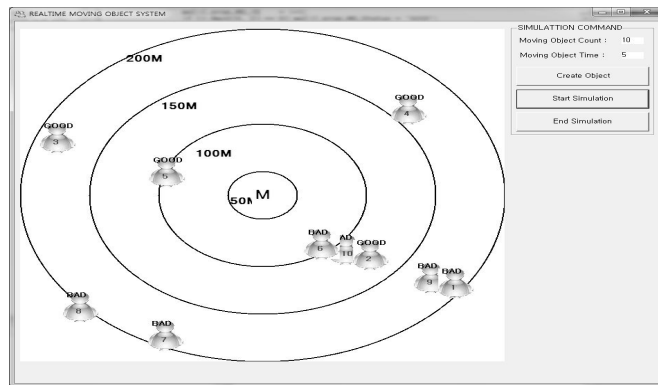 REALTIME MOVING OBJECT SYSTEM
SIMULATTION COMMAND
Moving Object Count : 10
Moving Object Time : 5
Create Object
Start Simulation
End Simulation
200M
150M
100M
50M
M
GOOD
3
GOOD
4
GOOD
5
BAD
6
AD
10
GOOD
2
BAD
9
BAD
1
BAD
8
BAD
7